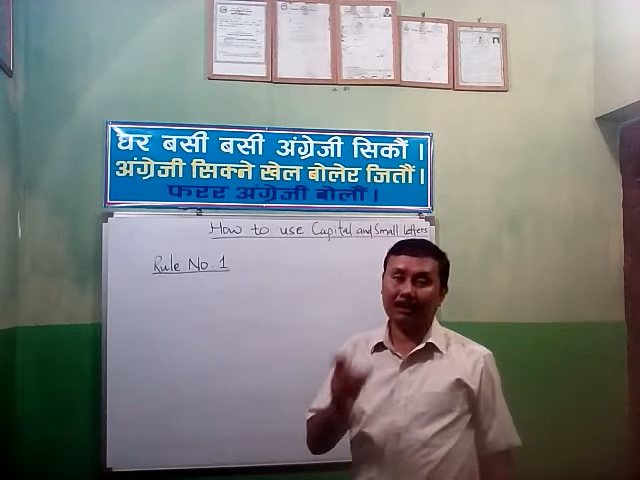 घर बसी बसी अंग्रेजी सिकौं ।
अंग्रेजी सिक्ने खेल बोलेर जितौं ।
फरर अंग्रेजी बोलौं ।
How to use Capital and Small letters
Rule No. 1